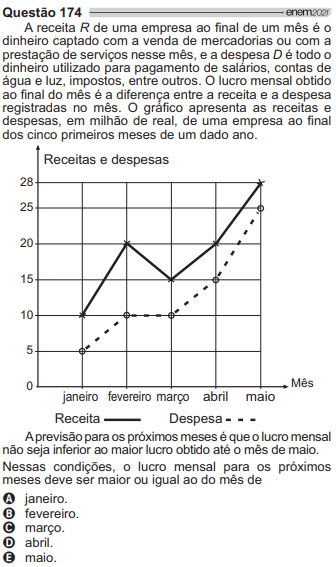 Questão 174 enem2021
A receita R de uma empresa ao final de um mês é o
dinheiro captado com a venda de mercadorias ou com a
prestação de serviços nesse mês, e a despesa D é todo o
dinheiro utilizado para pagamento de salários, contas de
água e luz, impostos, entre outros. O lucro mensal obtido
ao final do mês é a diferença entre a receita e a despesa
registradas no mês. O gráfico apresenta as receitas e
despesas, em milhão de real, de uma empresa ao final
dos cinco primeiros meses de um dado ano.
Receitas e despesas
28
25
20
15
10
5
0
janeiro fevereiro março abril maio
Mês
Receita Despesa
A previsão para os próximos meses é que o lucro mensal
não seja inferior ao maior lucro obtido até o mês de maio.
Nessas condições, o lucro mensal para os próximos
meses deve ser maior ou igual ao do mês de
A janeiro.
B fevereiro.
C março.
D abril.
E maio.